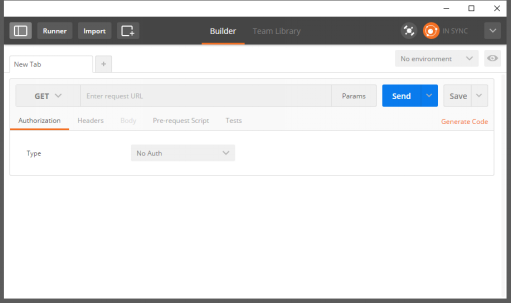 Runner Import Builder Team Library IN SYNC
No environment
New Tab +
GET Enter request URL Params Send Save
Authorization Headers Body Pre-request Script Tests Generate Code
Type No Auth